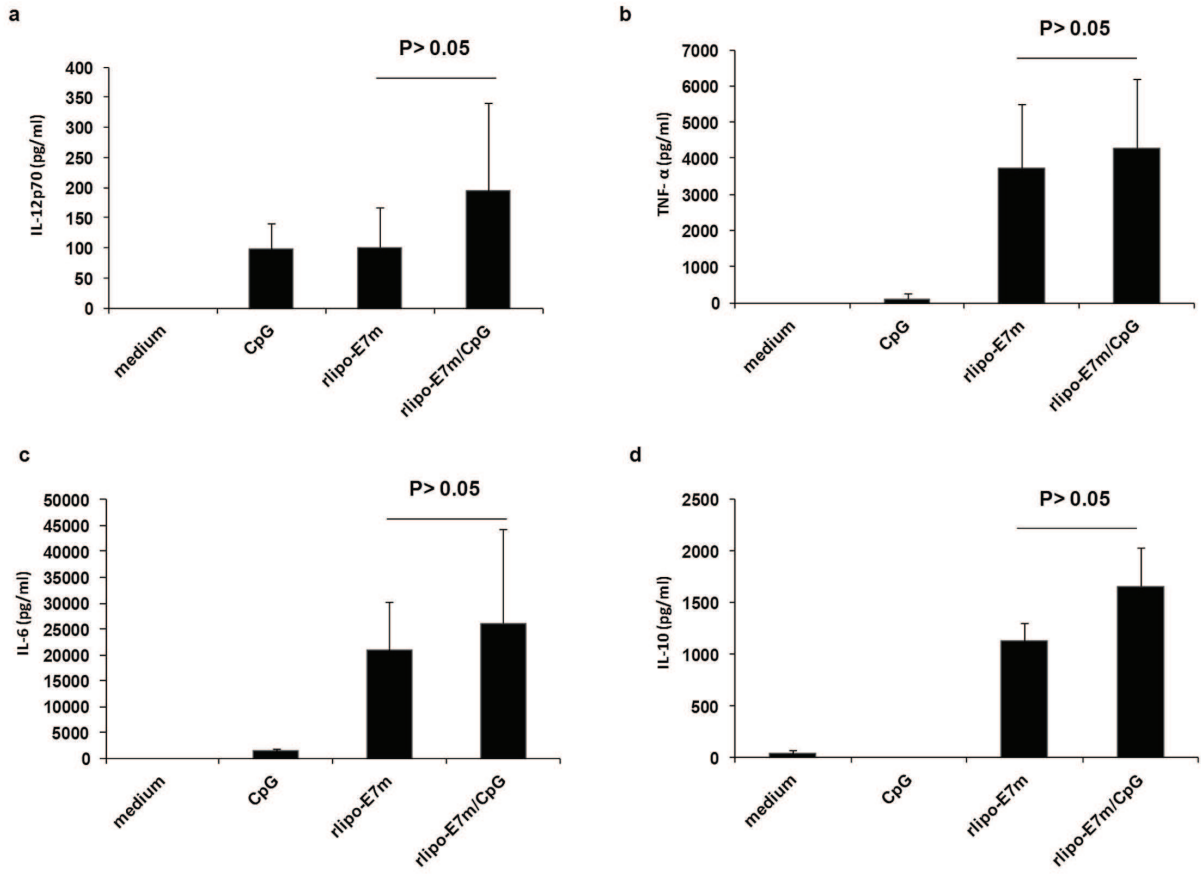 a
P> 0.05
IL-12p70 (pg/ml)
400
350
300
250
200
150
100
50
0
medium
CpG
rlipo-E7m
rlipo-E7m/CpG
b
P> 0.05
TNF- α (pg/ml)
7000
6000
5000
4000
3000
2000
1000
0
medium
CpG
rlipo-E7m
rlipo-E7m/CpG
c
P> 0.05
IL-6 (pg/ml)
50000
45000
40000
35000
30000
25000
20000
15000
10000
5000
0
medium
CpG
rlipo-E7m
rlipo-E7m/CpG
d
P> 0.05
IL-10 (pg/ml)
2500
2000
1500
1000
500
0
medium
CpG
rlipo-E7m
rlipo-E7m/CpG